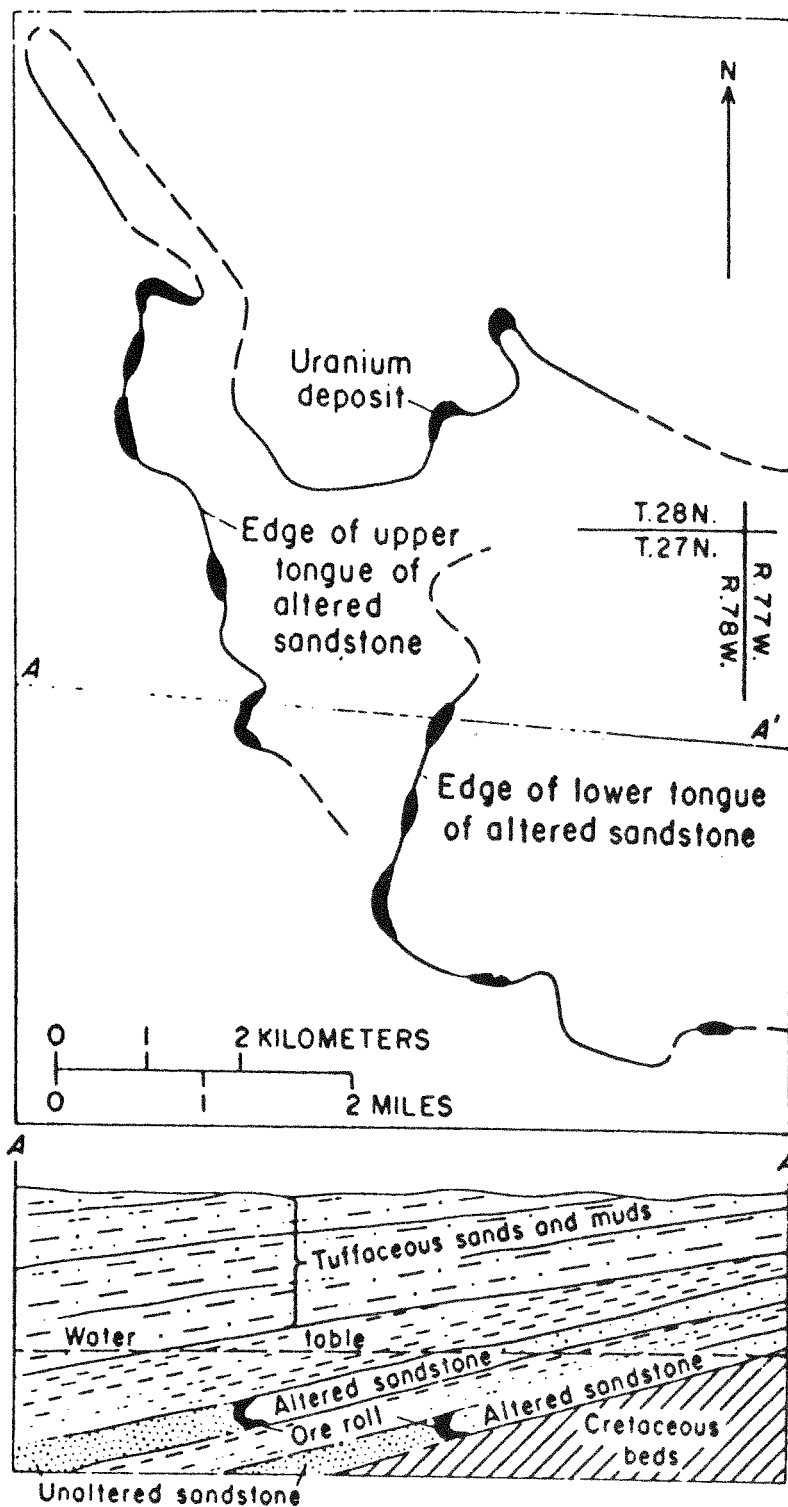 N
Uranium
deposit
T.28N.
T.27N.
R.77W.
R.78W.
Edge of upper
tongue of
altered
sandstone
A
A'
Edge of lower tongue
of altered sandstone
0 1 2 KILOMETERS
0 1 2 MILES
A
A
Tuffaceous sands and muds
Water table
Altered sandstone
Ore roll
Altered sandstone
Cretaceous
beds
Unaltered sandstone